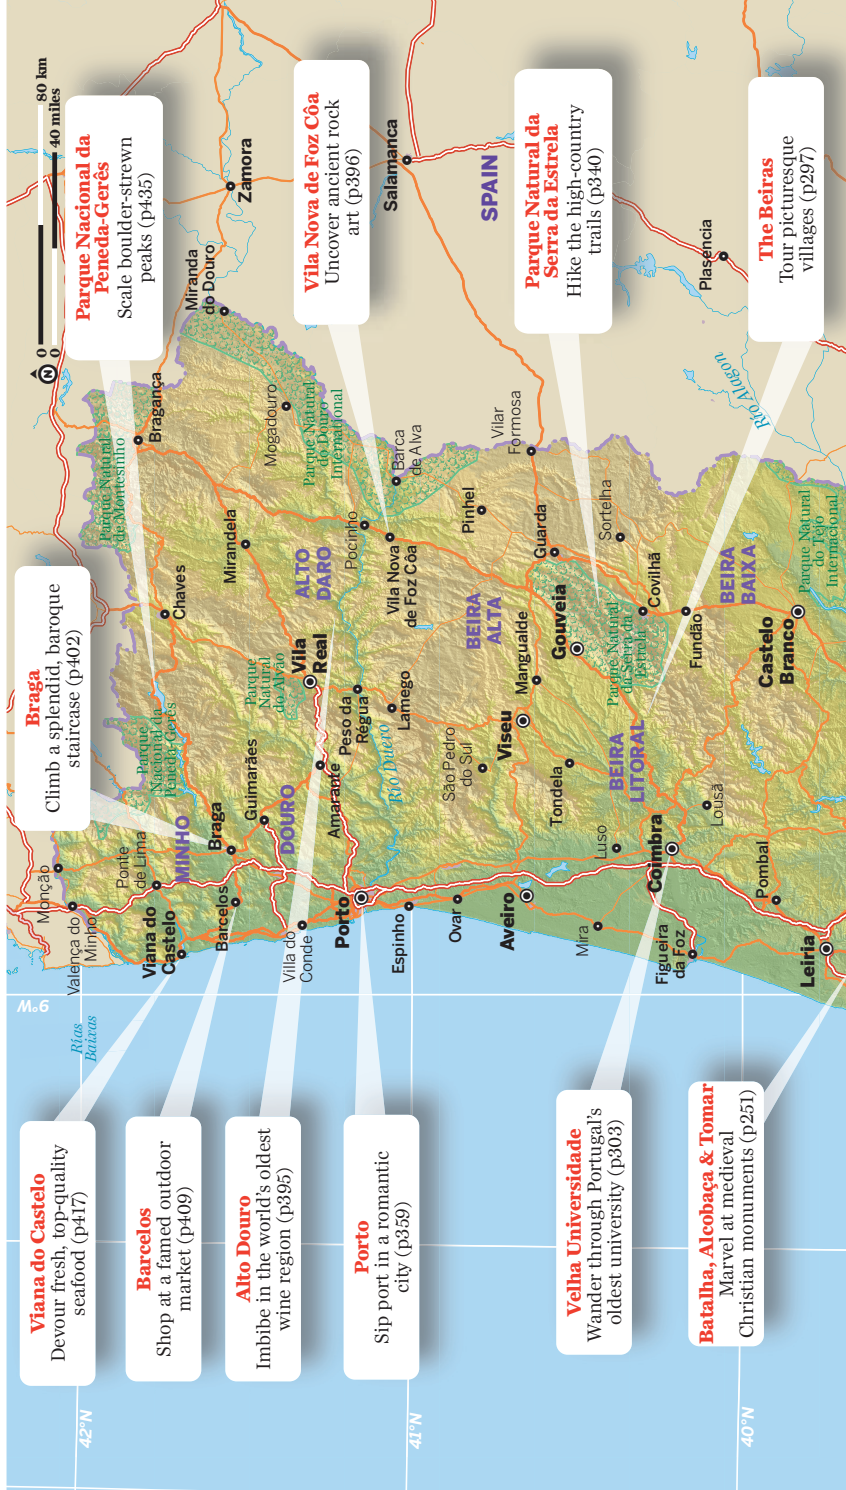 Viana do Castelo
Devour fresh, top-quality
seafood (p417)
Barcelos
Shop at a famed outdoor
market (p409)
Alto Douro
Imbibe in the world's oldest
wine region (p395)
Porto
Sip port in a romantic
city (p359)
Velha Universidade
Wander through Portugal's
oldest university (p303)
Batalha, Alcobaça & Tomar
Marvel at medieval
Christian monuments (p251)
Braga
Climb a splendid, baroque
staircase (p402)
Parque Nacional da
Peneda-Gerês
Scale boulder-strewn
peaks (p435)
Vila Nova de Foz Côa
Uncover ancient rock
art (p396)
Parque Natural da
Serra da Estrela
Hike the high-country
trails (p340)
The Beiras
Tour picturesque
villages (p297)
N
0
80 km
0
40 miles
42°N
41°N
40°N
9°W
Rías
Baixas
Monção
Valença do
Minho
Ponte
de Lima
Viana do
Castelo
MINHO
Braga
Barcelos
Guimarães
Parque
Nacional da
Peneda-Gerês
Chaves
Parque Natural
de Montesinho
Bragança
Miranda
do Douro
Zamora
Mogadouro
Mirandela
Parque Natural
do Douro
International
ALTO
DARO
Parque
Natural
do Alvão
Vila
Real
DOURO
Amarante
Villa do
Conde
Porto
Peso da
Régua
Rio Duero
Lamego
Pocinho
Vila Nova
de Foz Côa
Barca
de Alva
Salamanca
SPAIN
Espinho
Ovar
Aveiro
São Pedro
do Sul
Viseu
BEIRA
ALTA
Pinhel
Vilar
Formosa
Mangualde
Guarda
Gouveia
Tondela
Parque Natural
da Serra da
Estrela
Sortelha
Mira
Luso
BEIRA
LITORAL
Covilhã
Coimbra
Figueira
da Foz
Lousã
Fundão
BEIRA
BAIXA
Plasencia
Río Alagon
Pombal
Castelo
Branco
Parque Natural
do Tejo
Internacional
Leiria